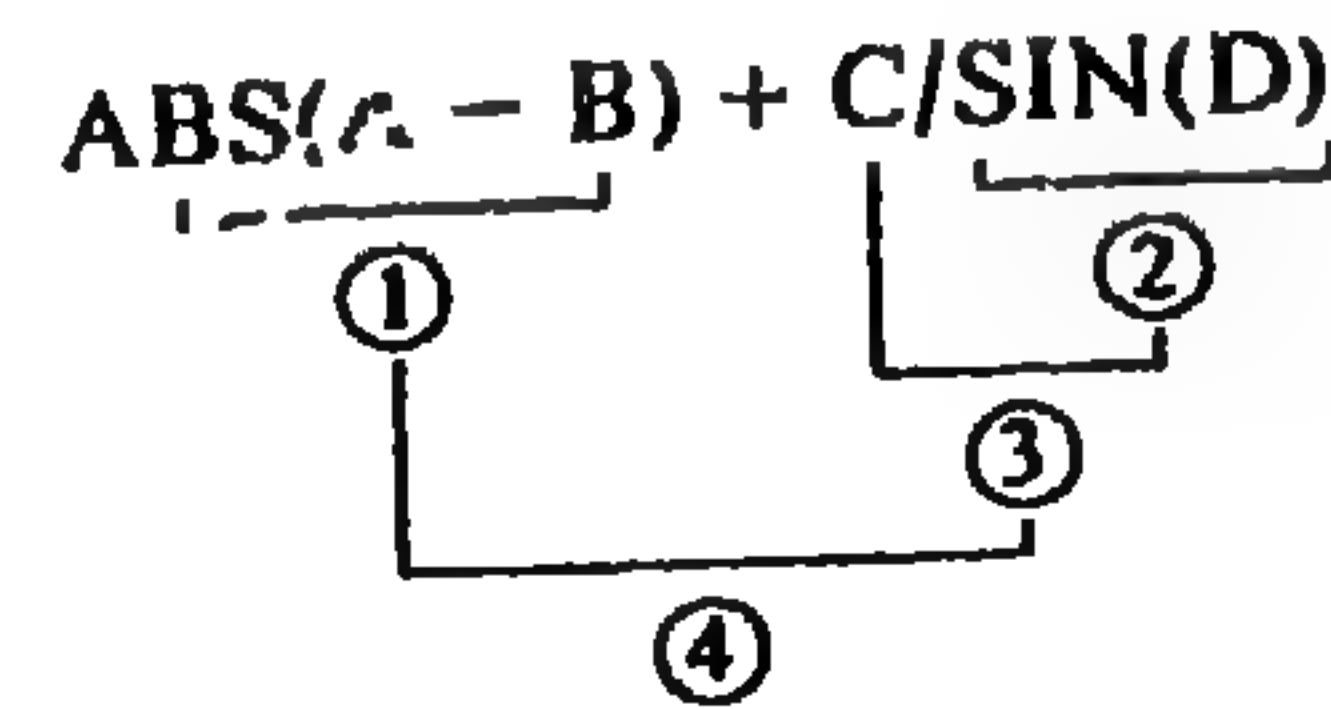 ABS( − B) + C/SIN(D)
①
②
③
④